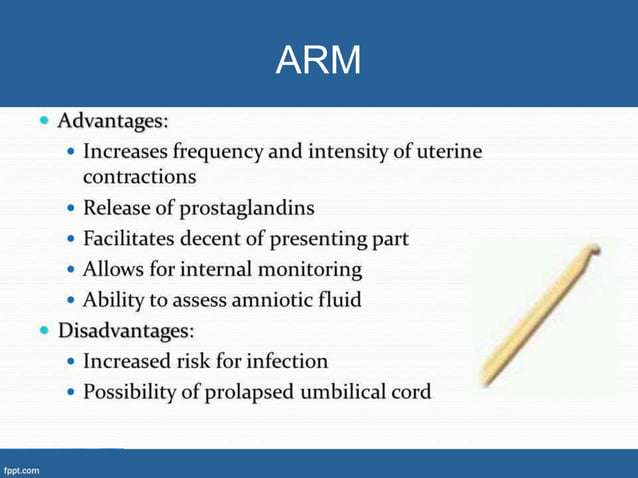 ARM
• Advantages:
• Increases frequency and intensity of uterine
contractions
• Release of prostaglandins
• Facilitates decent of presenting part
• Allows for internal monitoring
• Ability to assess amniotic fluid
• Disadvantages:
• Increased risk for infection
• Possibility of prolapsed umbilical cord
fppt.com